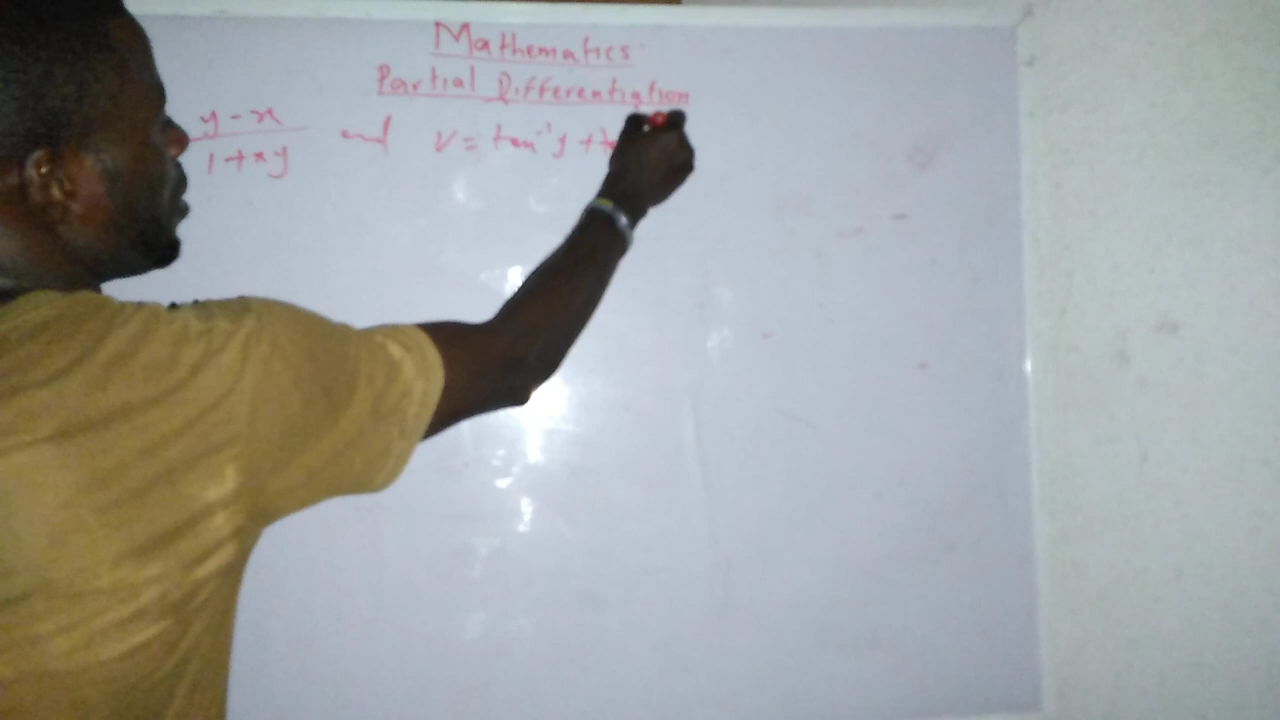 Mathematics
Partial Differentiation
y-x / 1+xy and v = tan⁻¹y + t